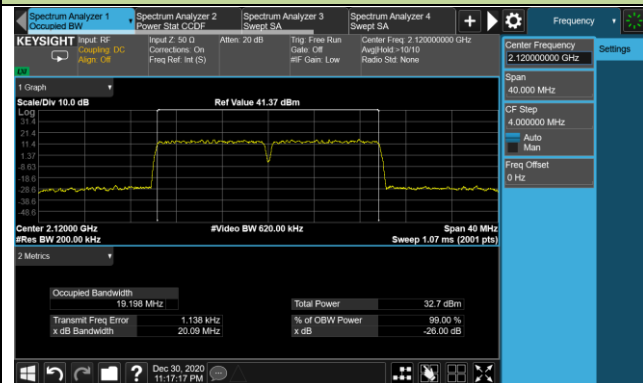 Spectrum Analyzer 1
Occupied BW
Spectrum Analyzer 2
Power Stat CCDF
Spectrum Analyzer 3
Swept SA
Spectrum Analyzer 4
Swept SA
Frequency
KEYSIGHT
Input: RF
Coupling: DC
Align: Off
Input Z: 50 Ω
Corrections: On
Freq Ref: Int (S)
Atten: 20 dB
Trig: Free Run
Gate: Off
#IF Gain: Low
Center Freq: 2.120000000 GHz
Avg|Hold:>10/10
Radio Std: None
LXI
Center Frequency
2.12000000 GHz
Settings
Span
40.000 MHz
CF Step
4.000000 MHz
Auto
Man
Freq Offset
0 Hz
1 Graph
Scale/Div 10.0 dB
Ref Value 41.37 dBm
Log
31.4
21.4
11.4
1.37
-8.63
-18.6
-28.6
-38.6
-48.6
Center 2.12000 GHz
#Video BW 620.00 kHz
Span 40 MHz
#Res BW 200.00 kHz
Sweep 1.07 ms (2001 pts)
2 Metrics
Occupied Bandwidth
19.198 MHz
Total Power
32.7 dBm
Transmit Freq Error
1.138 kHz
% of OBW Power
99.00 %
x dB Bandwidth
20.09 MHz
x dB
-26.00 dB
Dec 30, 2020
11:17:17 PM